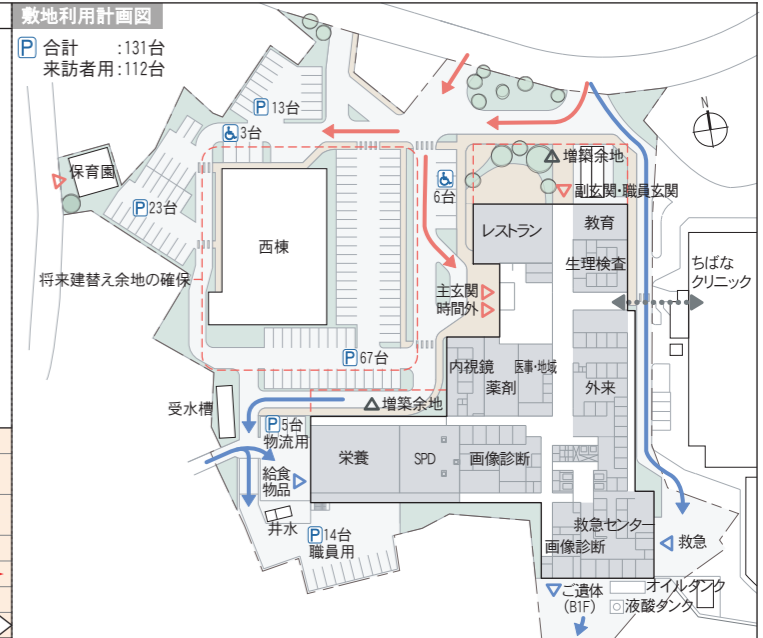 敷地利用計画図
P 合計 :131台
来訪者用:112台
N
P13台
3台
保育園
P23台
6台
増築余地
副玄関・職員玄関
レストラン
教育
生理検査
西棟
ちばな
クリニック
将来建替え余地の確保
主玄関
時間外
P67台
内視鏡
医事・地域
薬剤
外来
受水槽
増築余地
P5台
物流用
栄養
SPD
画像診断
給食
物品
井水
P14台
職員用
救急センター
画像診断
救急
ご遺体
(B1F)
オイルタンク
液酸タンク